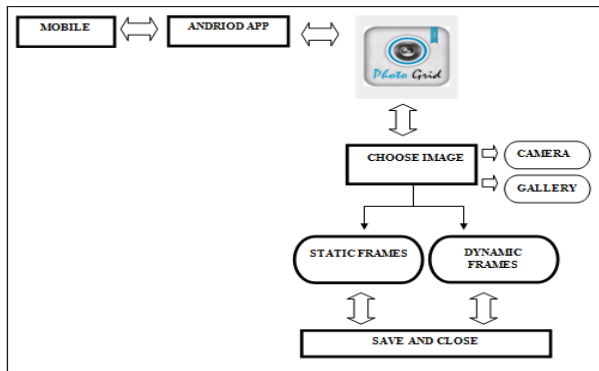 MOBILE
ANDRIOD APP
Photo Grid
CHOOSE IMAGE
CAMERA
GALLERY
STATIC FRAMES
DYNAMIC
FRAMES
SAVE AND CLOSE